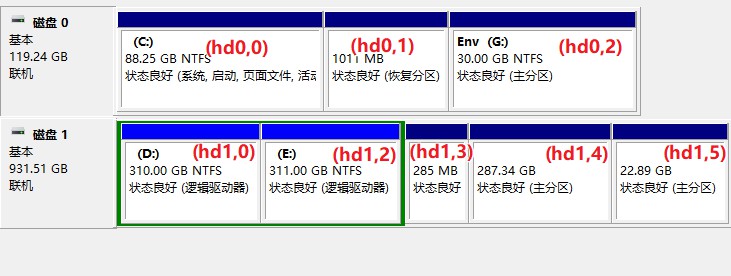 磁盘 0
基本
119.24 GB
联机
(C:)
(hd0,0)
88.25 GB NTFS
状态良好 (系统, 启动, 页面文件, 活动
(hd0,1)
1011 MB
状态良好 (恢复分区)
Env (G:)
(hd0,2)
30.00 GB NTFS
状态良好 (主分区)
磁盘 1
基本
931.51 GB
联机
(D:)
(hd1,0)
310.00 GB NTFS
状态良好 (逻辑驱动器)
(E:)
(hd1,2)
311.00 GB NTFS
状态良好 (逻辑驱动器)
(hd1,3)
285 MB
状态良好
(hd1,4)
287.34 GB
状态良好 (主分区)
(hd1,5)
22.89 GB
状态良好 (主分区)